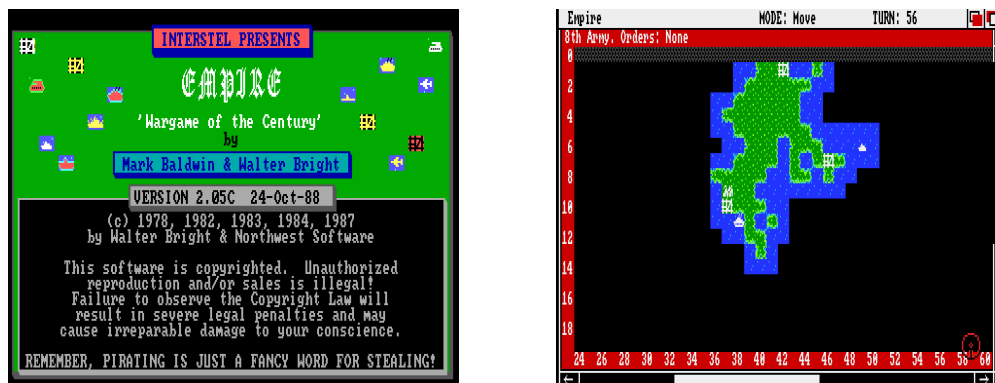 INTERSTEL PRESENTS
EMPIRE
'Wargame of the Century'
by
Mark Baldwin & Walter Bright
VERSION 2.05C 24-Oct-88
(c) 1978, 1982, 1983, 1984, 1987
by Walter Bright & Northwest Software
This software is copyrighted. Unauthorized
reproduction and/or sales is illegal!
Failure to observe the Copyright Law will
result in severe legal penalties and may
cause irreparable damage to your conscience.
REMEMBER, PIRATING IS JUST A FANCY WORD FOR STEALING!
Empire MODE: Move TURN: 56
8th Army. Orders: None
0
2
4
6
8
10
12
14
16
18
24 26 28 30 32 34 36 38 40 42 44 46 48 50 52 54 56 58 60